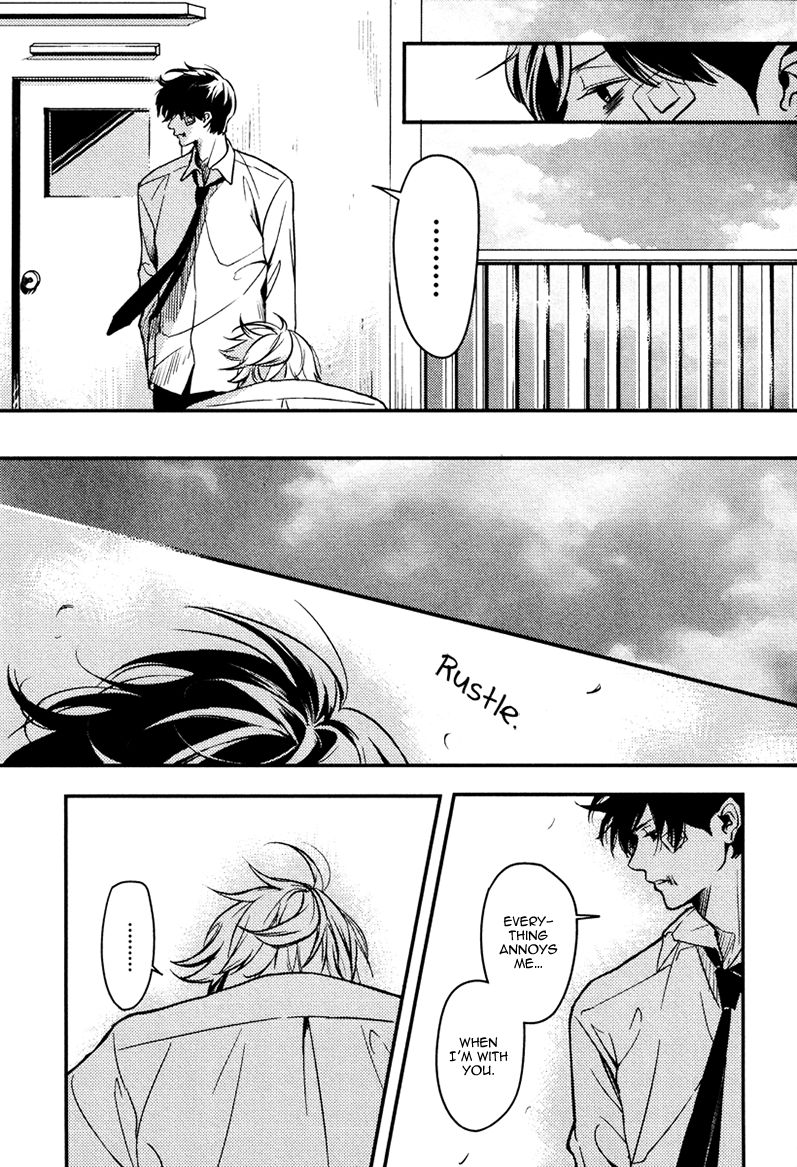 .........
Rustle.
EVERY-
THING
ANNOYS
ME...
WHEN
I'M WITH
YOU.
........